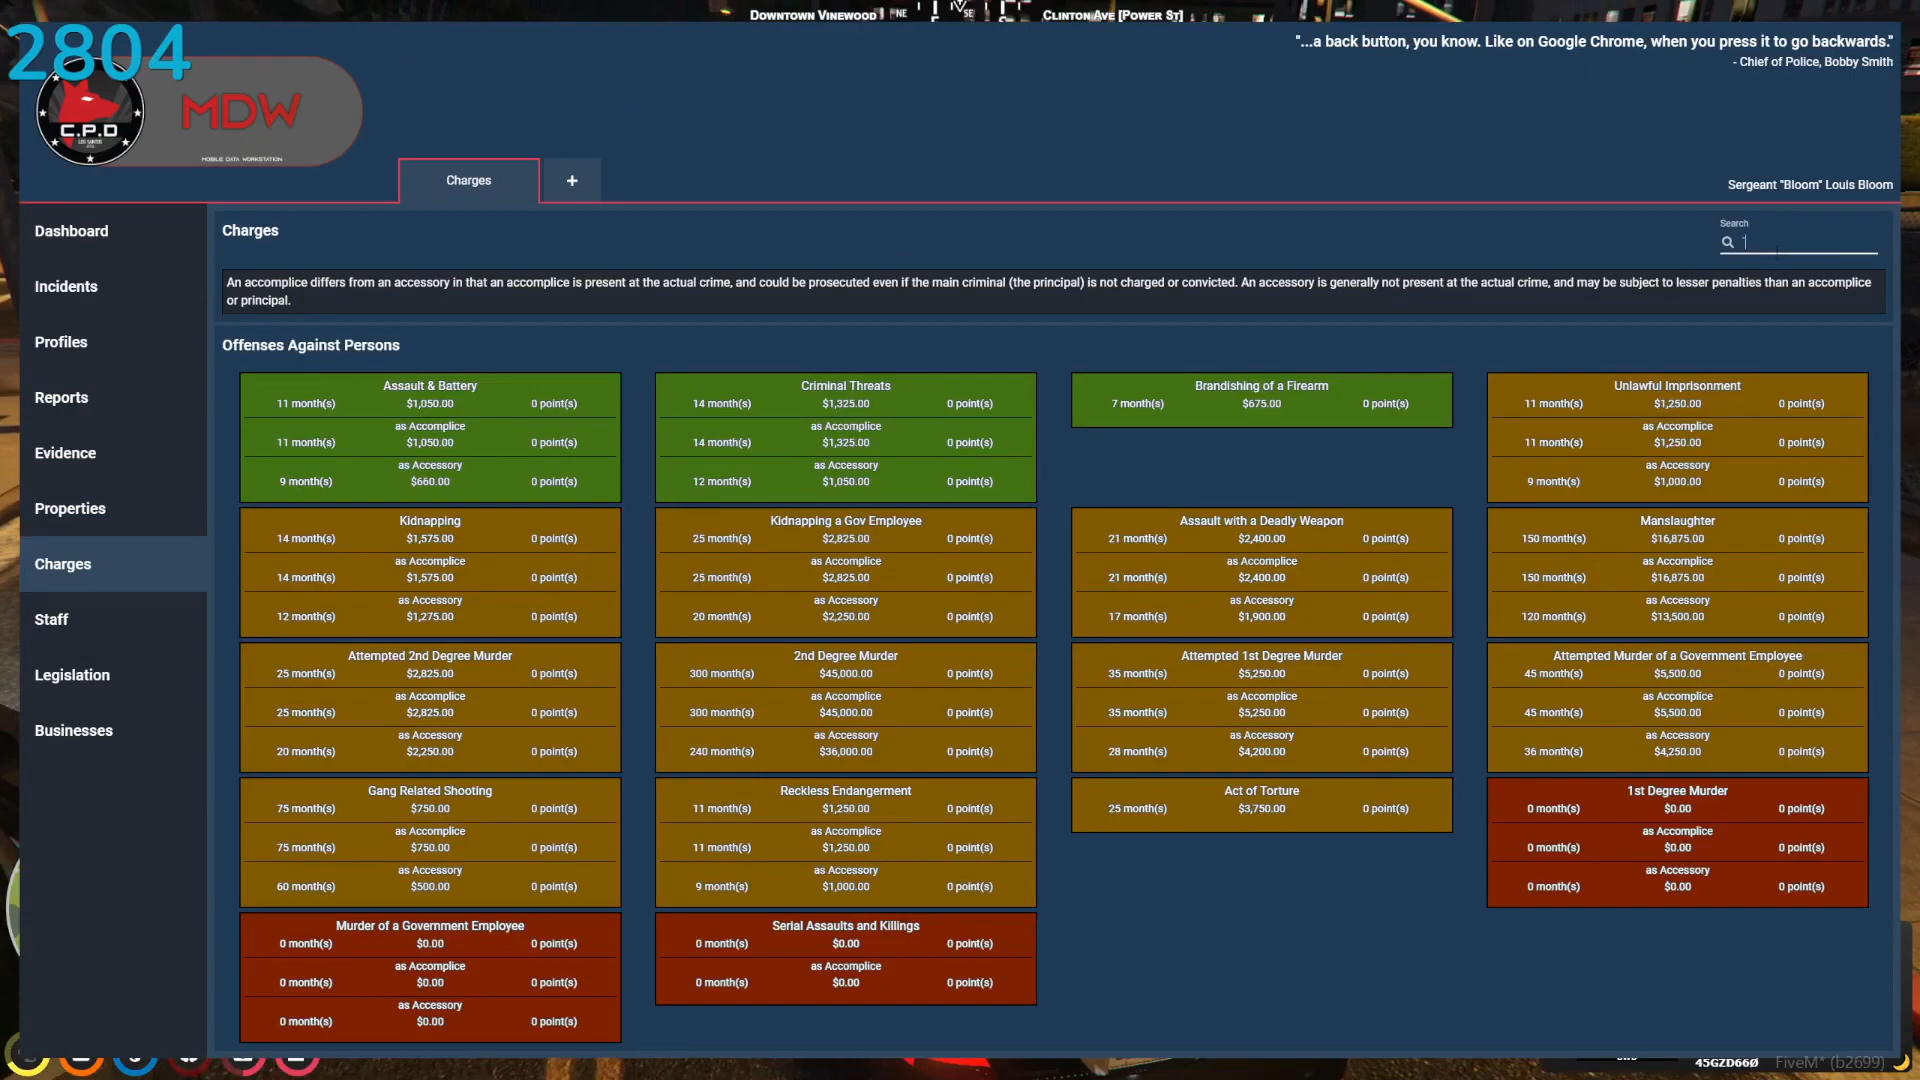 Downtown Vinewood
NE
SE
Clinton Ave [Power St]
2804
"...a back button, you know. Like on Google Chrome, when you press it to go backwards."
- Chief of Police, Bobby Smith
C.P.D
LOS SANTOS
MDW
MOBILE DATA WORKSTATION
Charges
+
Sergeant "Bloom" Louis Bloom
Dashboard
Incidents
Profiles
Reports
Evidence
Properties
Charges
Staff
Legislation
Businesses
Charges
Search
An accomplice differs from an accessory in that an accomplice is present at the actual crime, and could be prosecuted even if the main criminal (the principal) is not charged or convicted. An accessory is generally not present at the actual crime, and may be subject to lesser penalties than an accomplice
or principal.
Offenses Against Persons
Assault & Battery
11 month(s) $1,050.00 0 point(s)
as Accomplice
11 month(s) $1,050.00 0 point(s)
as Accessory
9 month(s) $660.00 0 point(s)
Criminal Threats
14 month(s) $1,325.00 0 point(s)
as Accomplice
14 month(s) $1,325.00 0 point(s)
as Accessory
12 month(s) $1,050.00 0 point(s)
Brandishing of a Firearm
7 month(s) $675.00 0 point(s)
Unlawful Imprisonment
11 month(s) $1,250.00 0 point(s)
as Accomplice
11 month(s) $1,250.00 0 point(s)
as Accessory
9 month(s) $1,000.00 0 point(s)
Kidnapping
14 month(s) $1,575.00 0 point(s)
as Accomplice
14 month(s) $1,575.00 0 point(s)
as Accessory
12 month(s) $1,275.00 0 point(s)
Kidnapping a Gov Employee
25 month(s) $2,825.00 0 point(s)
as Accomplice
25 month(s) $2,825.00 0 point(s)
as Accessory
20 month(s) $2,250.00 0 point(s)
Assault with a Deadly Weapon
21 month(s) $2,400.00 0 point(s)
as Accomplice
21 month(s) $2,400.00 0 point(s)
as Accessory
17 month(s) $1,900.00 0 point(s)
Manslaughter
150 month(s) $16,875.00 0 point(s)
as Accomplice
150 month(s) $16,875.00 0 point(s)
as Accessory
120 month(s) $13,500.00 0 point(s)
Attempted 2nd Degree Murder
25 month(s) $2,825.00 0 point(s)
as Accomplice
25 month(s) $2,825.00 0 point(s)
as Accessory
20 month(s) $2,250.00 0 point(s)
2nd Degree Murder
300 month(s) $45,000.00 0 point(s)
as Accomplice
300 month(s) $45,000.00 0 point(s)
as Accessory
240 month(s) $36,000.00 0 point(s)
Attempted 1st Degree Murder
35 month(s) $5,250.00 0 point(s)
as Accomplice
35 month(s) $5,250.00 0 point(s)
as Accessory
28 month(s) $4,200.00 0 point(s)
Attempted Murder of a Government Employee
45 month(s) $5,500.00 0 point(s)
as Accomplice
45 month(s) $5,500.00 0 point(s)
as Accessory
36 month(s) $4,250.00 0 point(s)
Gang Related Shooting
75 month(s) $750.00 0 point(s)
as Accomplice
75 month(s) $750.00 0 point(s)
as Accessory
60 month(s) $500.00 0 point(s)
Reckless Endangerment
11 month(s) $1,250.00 0 point(s)
as Accomplice
11 month(s) $1,250.00 0 point(s)
as Accessory
9 month(s) $1,000.00 0 point(s)
Act of Torture
25 month(s) $3,750.00 0 point(s)
1st Degree Murder
0 month(s) $0.00 0 point(s)
as Accomplice
0 month(s) $0.00 0 point(s)
as Accessory
0 month(s) $0.00 0 point(s)
Murder of a Government Employee
0 month(s) $0.00 0 point(s)
as Accomplice
0 month(s) $0.00 0 point(s)
as Accessory
0 month(s) $0.00 0 point(s)
Serial Assaults and Killings
0 month(s) $0.00 0 point(s)
as Accomplice
0 month(s) $0.00 0 point(s)
45GZD660
FiveM* (b2699)